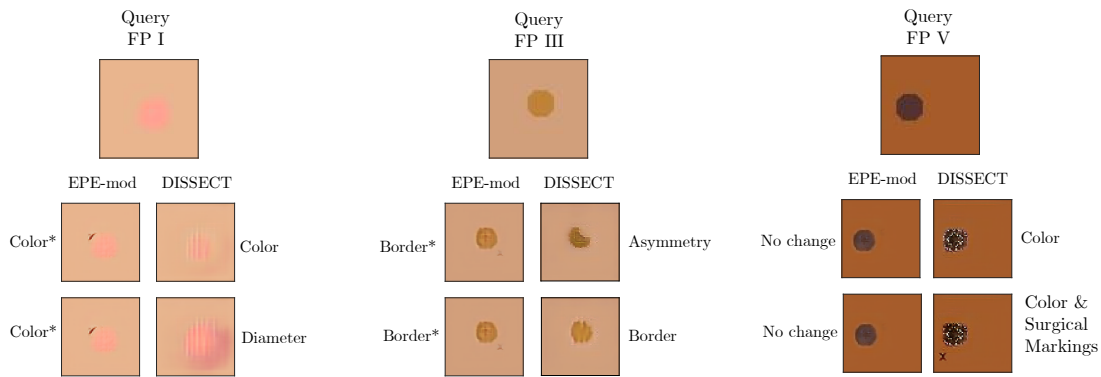 Query
FP I
EPE-mod DISSECT
Color* Color
Color* Diameter
Query
FP III
EPE-mod DISSECT
Border* Asymmetry
Border* Border
Query
FP V
EPE-mod DISSECT
No change Color
No change Color &
Surgical
Markings